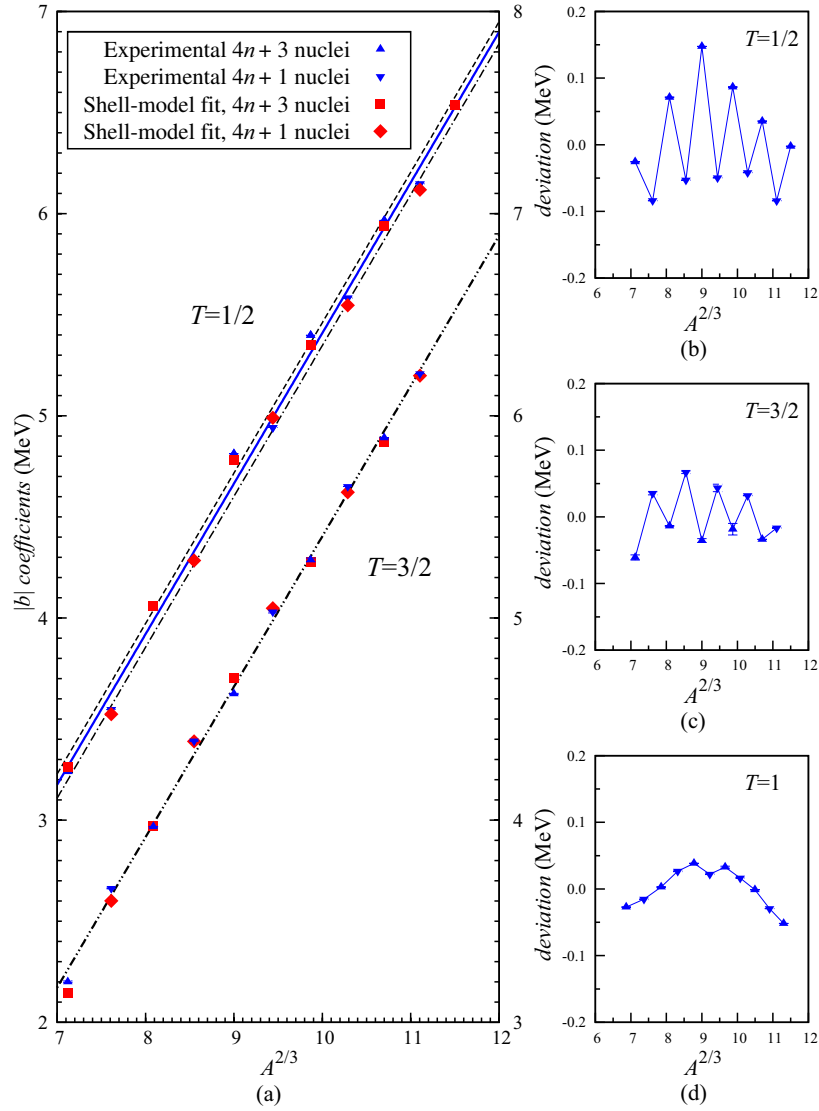 Experimental 4n + 3 nuclei
Experimental 4n + 1 nuclei
Shell-model fit, 4n + 3 nuclei
Shell-model fit, 4n + 1 nuclei
7
6
5
4
3
2
8
7
6
5
4
3
|b| coefficients (MeV)
T=1/2
T=3/2
7 8 9 10 11 12
A^{2/3}
(a)
T=1/2
deviation (MeV)
0.2
0.1
0.0
-0.1
-0.2
6 7 8 9 10 11 12
A^{2/3}
(b)
T=3/2
deviation (MeV)
0.2
0.1
0.0
-0.1
-0.2
6 7 8 9 10 11 12
A^{2/3}
(c)
T=1
deviation (MeV)
0.2
0.1
0.0
-0.1
-0.2
6 7 8 9 10 11 12
A^{2/3}
(d)